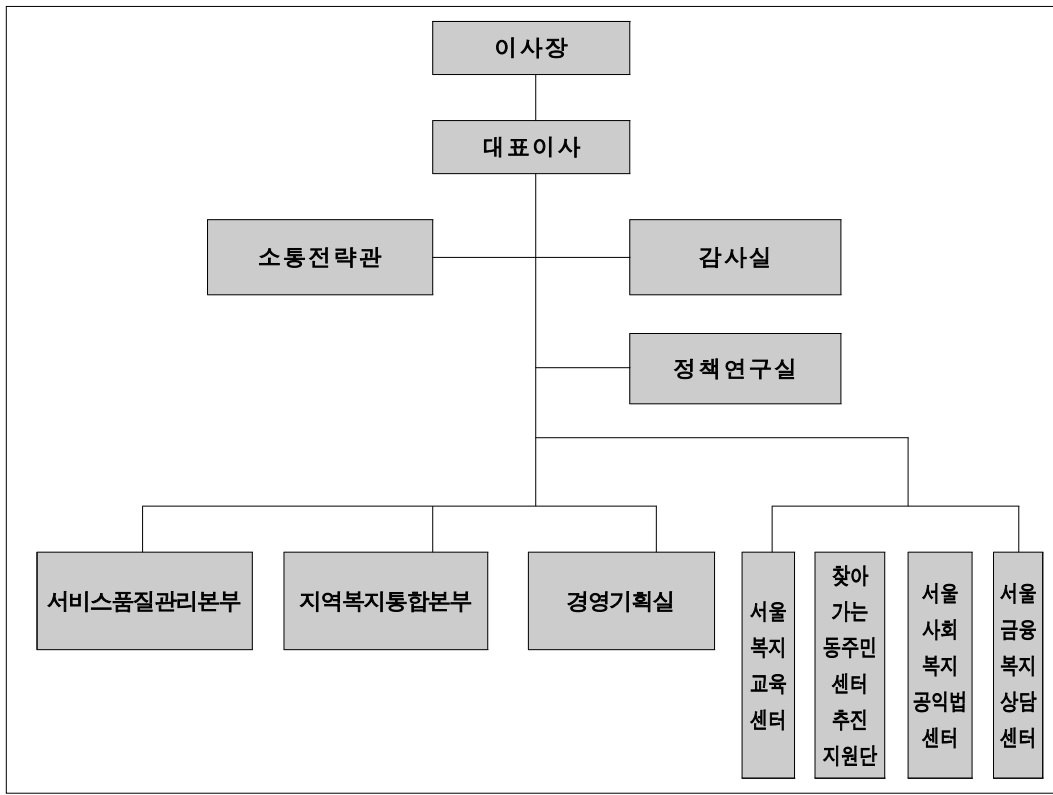 이사장
대표이사
소통전략관
감사실
정책연구실
서비스품질관리본부
지역복지통합본부
경영기획실
서울
복지
교육
센터
찾아
가는
동주민
센터
추진
지원단
서울
사회
복지
공익법
센터
서울
금융
복지
상담
센터